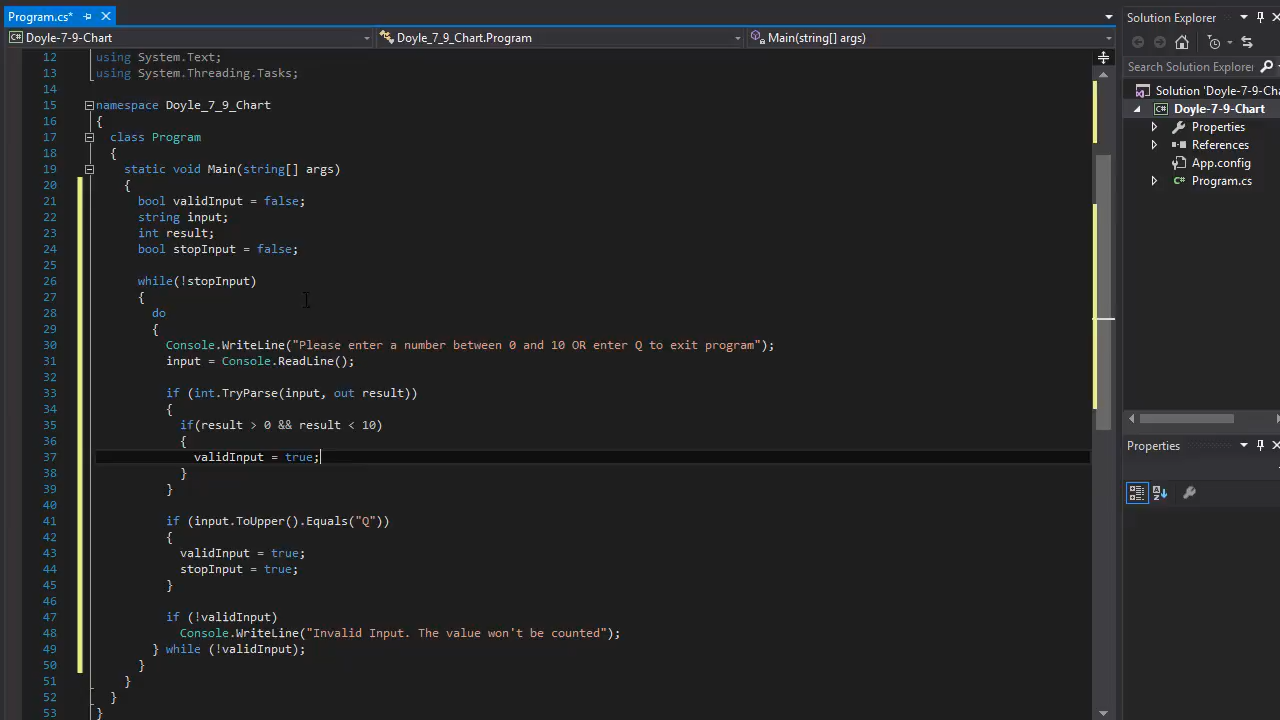 Program.cs*
Doyle-7-9-Chart
Doyle_7_9_Chart.Program
Main(string[] args)
12 using System.Text;
13 using System.Threading.Tasks;
14
15 namespace Doyle_7_9_Chart
16 {
17 class Program
18 {
19 static void Main(string[] args)
20 {
21 bool validInput = false;
22 string input;
23 int result;
24 bool stopInput = false;
25
26 while(!stopInput)
27 {
28 do
29 {
30 Console.WriteLine("Please enter a number between 0 and 10 OR enter Q to exit program");
31 input = Console.ReadLine();
32
33 if (int.TryParse(input, out result))
34 {
35 if(result > 0 && result < 10)
36 {
37 validInput = true;
38 }
39 }
40
41 if (input.ToUpper().Equals("Q"))
42 {
43 validInput = true;
44 stopInput = true;
45 }
46
47 if (!validInput)
48 Console.WriteLine("Invalid Input. The value won't be counted");
49 } while (!validInput);
50 }
51 }
52 }
53 }
Solution Explorer
Search Solution Explorer
Solution 'Doyle-7-9-Cha
C# Doyle-7-9-Chart
Properties
References
App.config
C# Program.cs
Properties